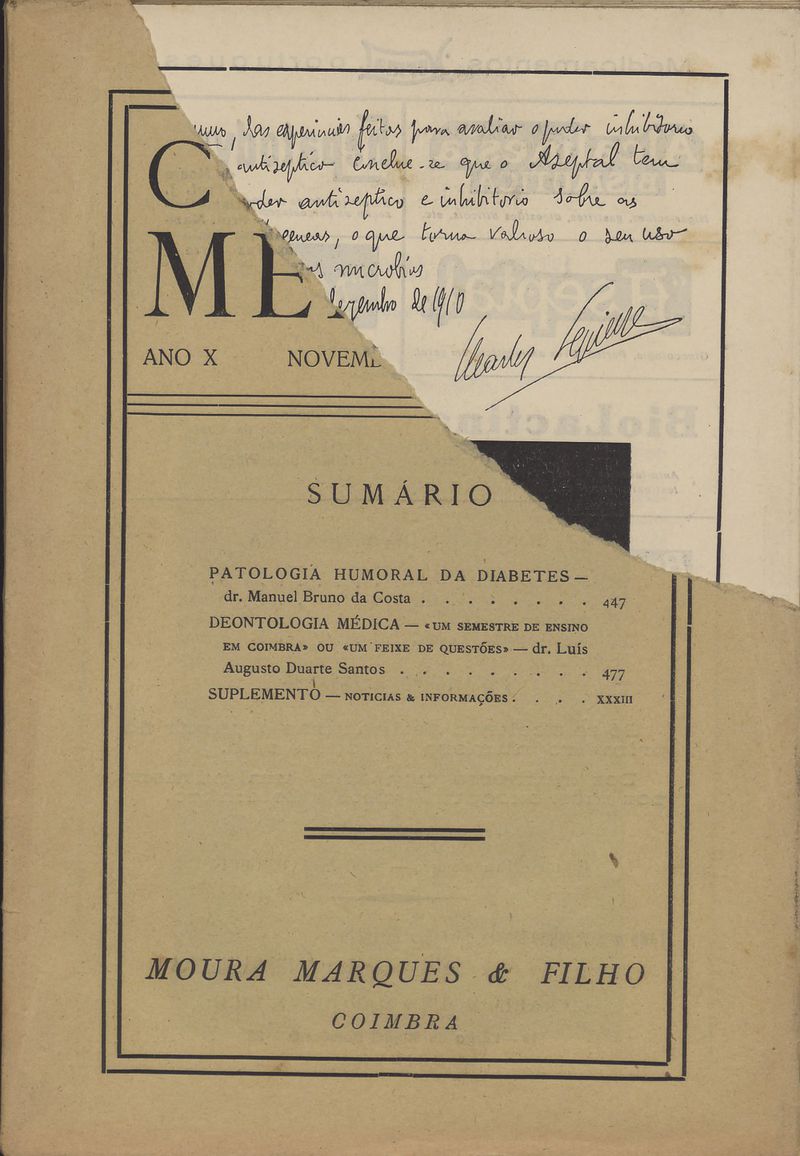 das experiencias feitas para avaliar o poder inhibitorio
antiseptico conclue-se que o Aseptal tem
antiseptico e inhibitorio sobre as
o que torna valioso o seu uso
microbios
dezembro de 1910
Charles Lepierre
C
ME
ANO X NOVEM
SUMÁRIO
PATOLOGIA HUMORAL DA DIABETES —
dr. Manuel Bruno da Costa . . . . . . . . 447
DEONTOLOGIA MÉDICA — «UM SEMESTRE DE ENSINO
EM COIMBRA» OU «UM FEIXE DE QUESTÕES» — dr. Luís
Augusto Duarte Santos . . . . . . . . . 477
SUPLEMENTO — NOTICIAS & INFORMAÇÕES . . . . XXXIII
MOURA MARQUES & FILHO
COIMBRA